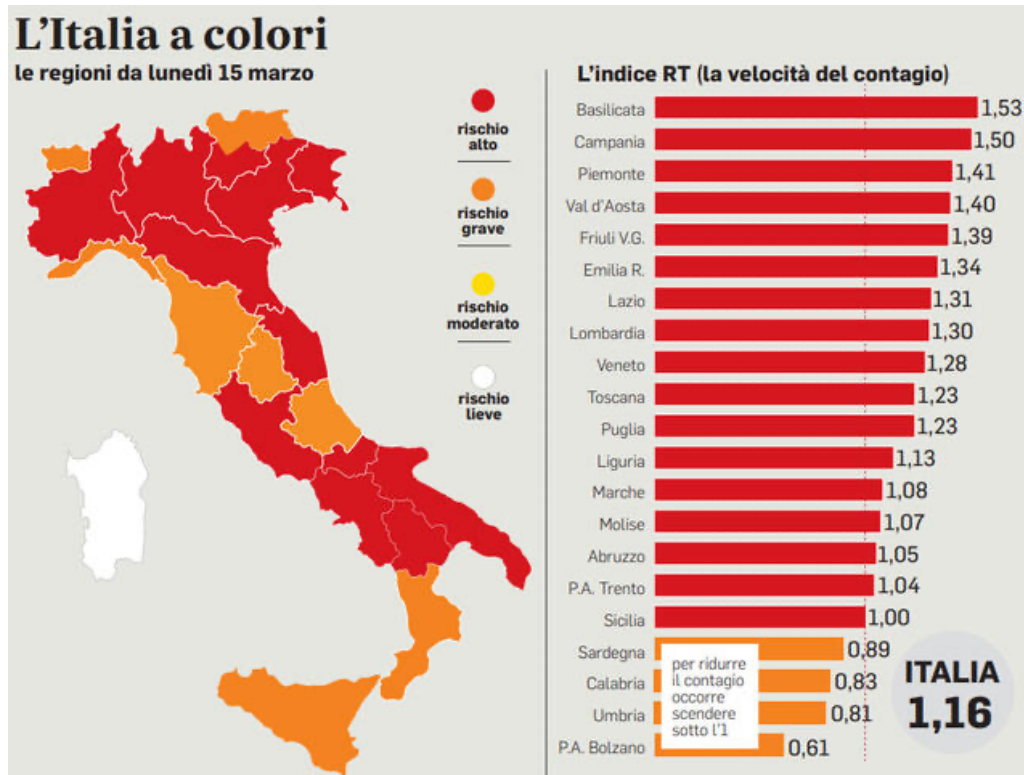 L'Italia a colori
le regioni da lunedì 15 marzo
rischio
alto
rischio
grave
rischio
moderato
rischio
lieve
L'indice RT (la velocità del contagio)
Basilicata 1,53
Campania 1,50
Piemonte 1,41
Val d'Aosta 1,40
Friuli V.G. 1,39
Emilia R. 1,34
Lazio 1,31
Lombardia 1,30
Veneto 1,28
Toscana 1,23
Puglia 1,23
Liguria 1,13
Marche 1,08
Molise 1,07
Abruzzo 1,05
P.A. Trento 1,04
Sicilia 1,00
Sardegna 0,89
Calabria 0,83
Umbria 0,81
P.A. Bolzano 0,61
per ridurre
il contagio
occorre
scendere
sotto l'1
ITALIA
1,16